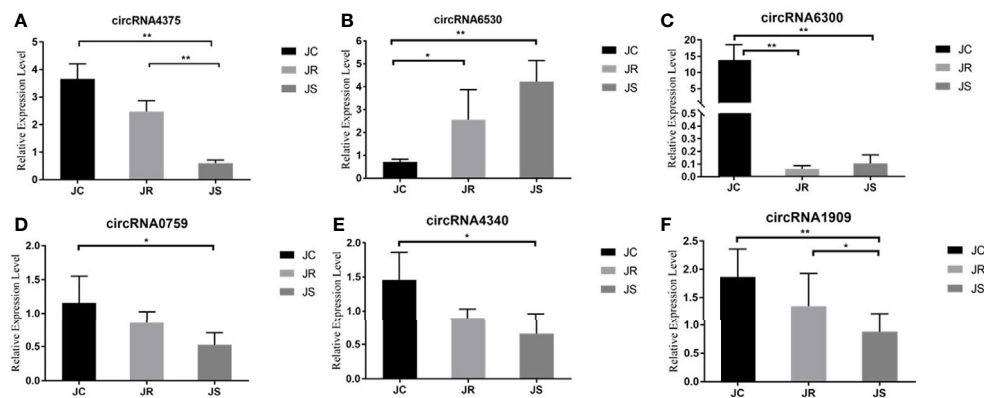 A
circRNA4375
Relative Expression Level
5
4
3
2
1
0
**
**
JC
JR
JS
JC
JR
JS
B
circRNA6530
Relative Expression Level
6
5
4
3
2
1
0
**
*
JC
JR
JS
JC
JR
JS
C
circRNA6300
Relative Expression Level
20
15
10
5
0.5
0.4
0.3
0.2
0.1
0.0
**
**
JC
JR
JS
JC
JR
JS
D
circRNA0759
Relative Expression Level
2.0
1.5
1.0
0.5
0.0
*
JC
JR
JS
JC
JR
JS
E
circRNA4340
Relative Expression Level
2.0
1.5
1.0
0.5
0.0
*
JC
JR
JS
JC
JR
JS
F
circRNA1909
Relative Expression Level
2.5
2.0
1.5
1.0
0.5
0.0
**
*
JC
JR
JS
JC
JR
JS